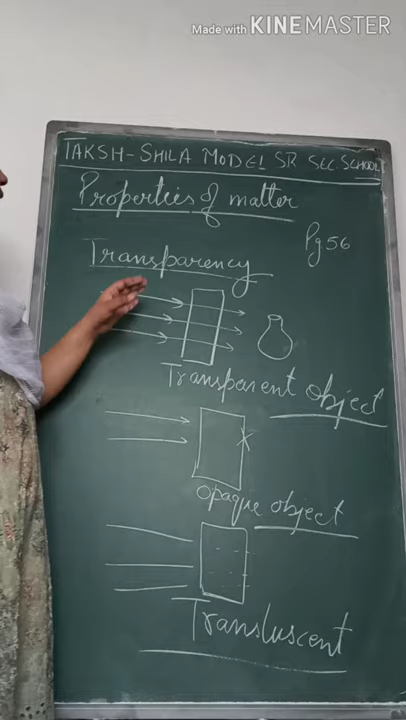 Made with KINEMASTER
TAKSH-SHILA MODEL SR SEC. SCHOOL
Properties of matter
Pg 56
Transparency
Transparent object
opaque object
Transluscent